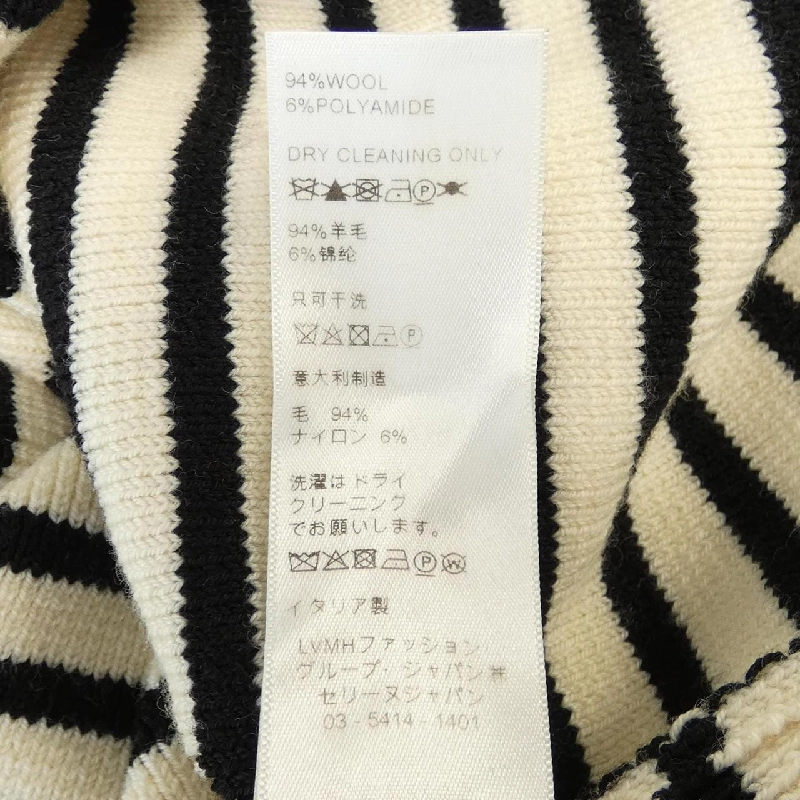 94%WOOL
6%POLYAMIDE
DRY CLEANING ONLY
P
94%羊毛
6%锦纶
只可干洗
P
意大利制造
毛 94%
ナイロン 6%
洗濯はドライ
クリーニング
でお願いします。
P W
イタリア製
LVMHファッション
グループ・ジャパン㈱
セリーヌジャパン
03 - 5414 - 1401